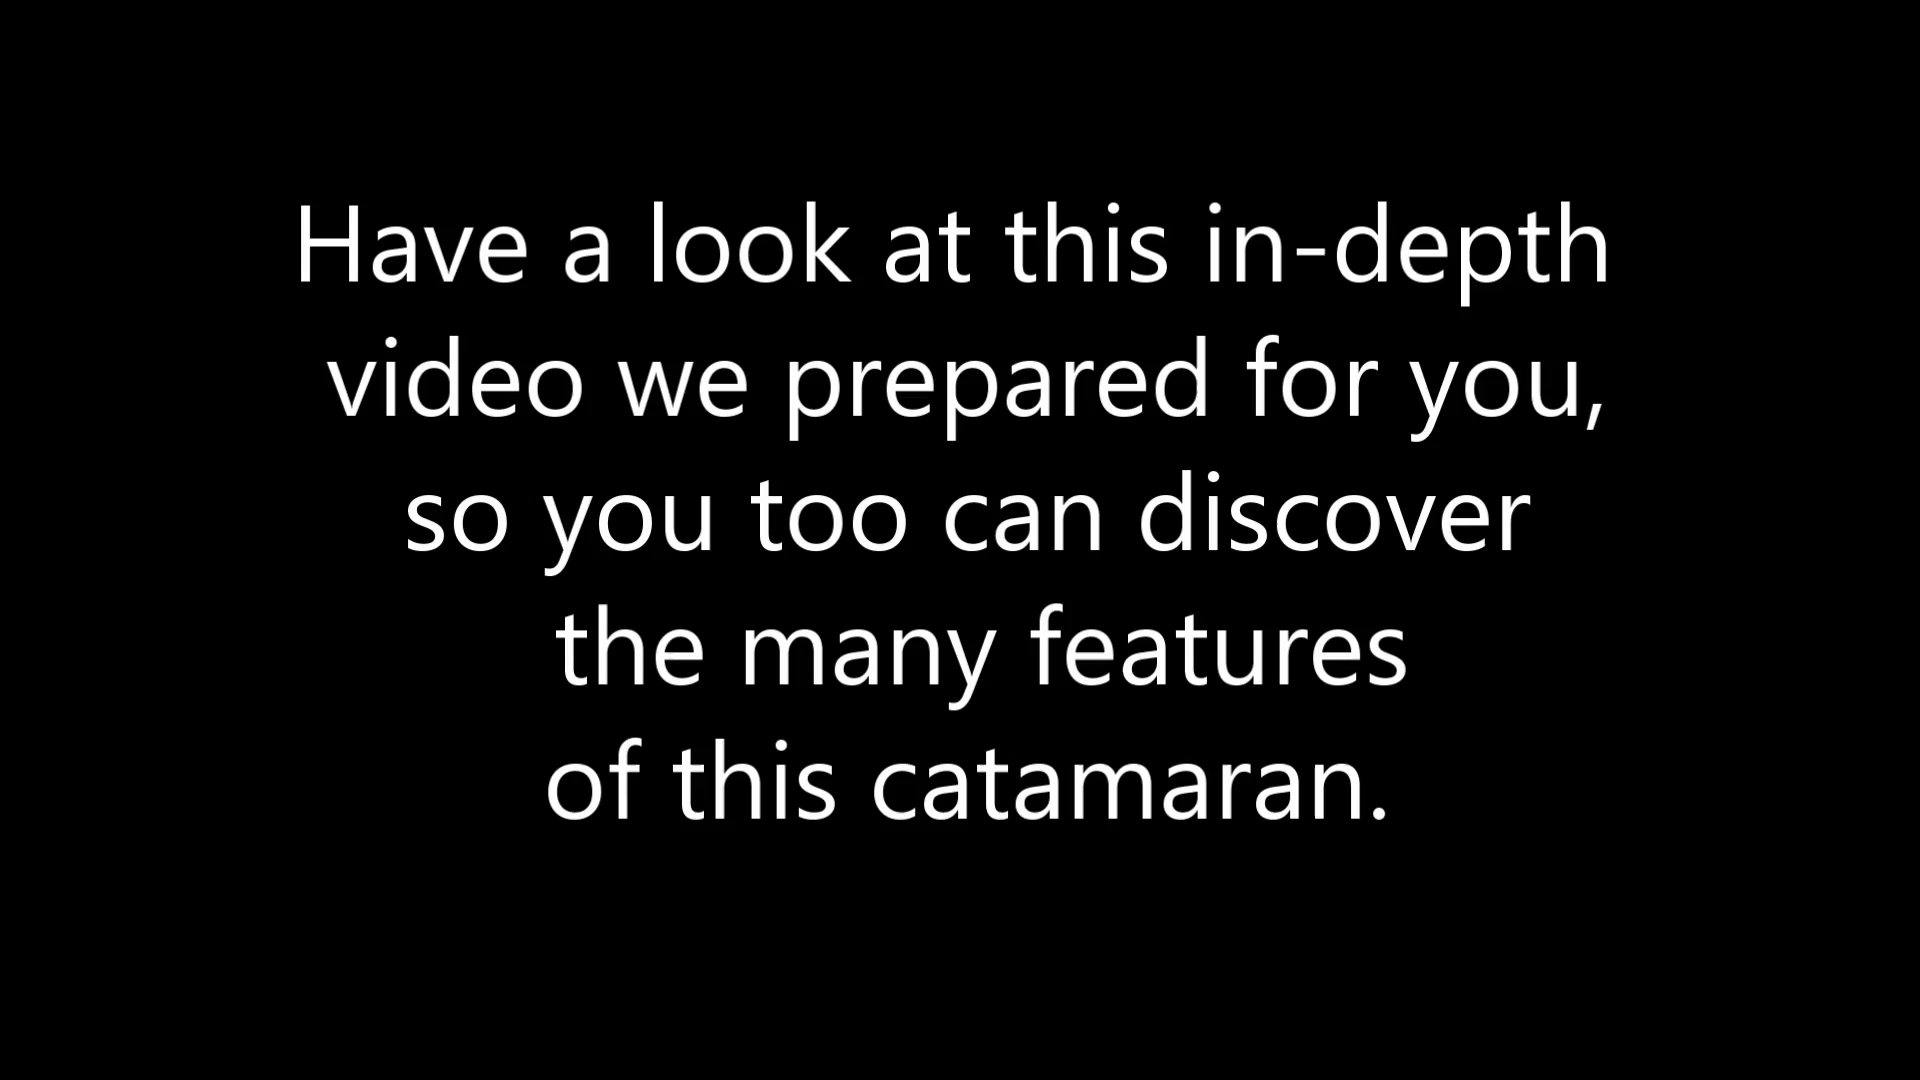 Have a look at this in-depth
video we prepared for you,
so you too can discover
the many features
of this catamaran.